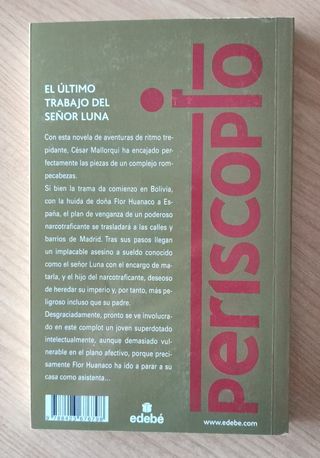 EL ÚLTIMO
TRABAJO DEL
SEÑOR LUNA
Con esta novela de aventuras de ritmo tre-
pidante, César Mallorquí ha encajado per-
fectamente las piezas de un complejo rom-
pecabezas.
Si bien la trama da comienzo en Bolivia,
con la huida de doña Flor Huanaco a Es-
paña, el plan de venganza de un poderoso
narcotraficante se trasladará a las calles y
barrios de Madrid. Tras sus pasos llegan
un implacable asesino a sueldo conocido
como el señor Luna con el encargo de ma-
tarla, y el hijo del narcotraficante, deseoso
de heredar su imperio y, por tanto, más pe-
ligroso incluso que su padre.
Desgraciadamente, pronto se ve involucra-
do en este complot un joven superdotado
intelectualmente, aunque demasiado vul-
nerable en el plano afectivo, porque preci-
samente Flor Huanaco ha ido a parar a su
casa como asistenta...
edebé
www.edebe.com
periscopio